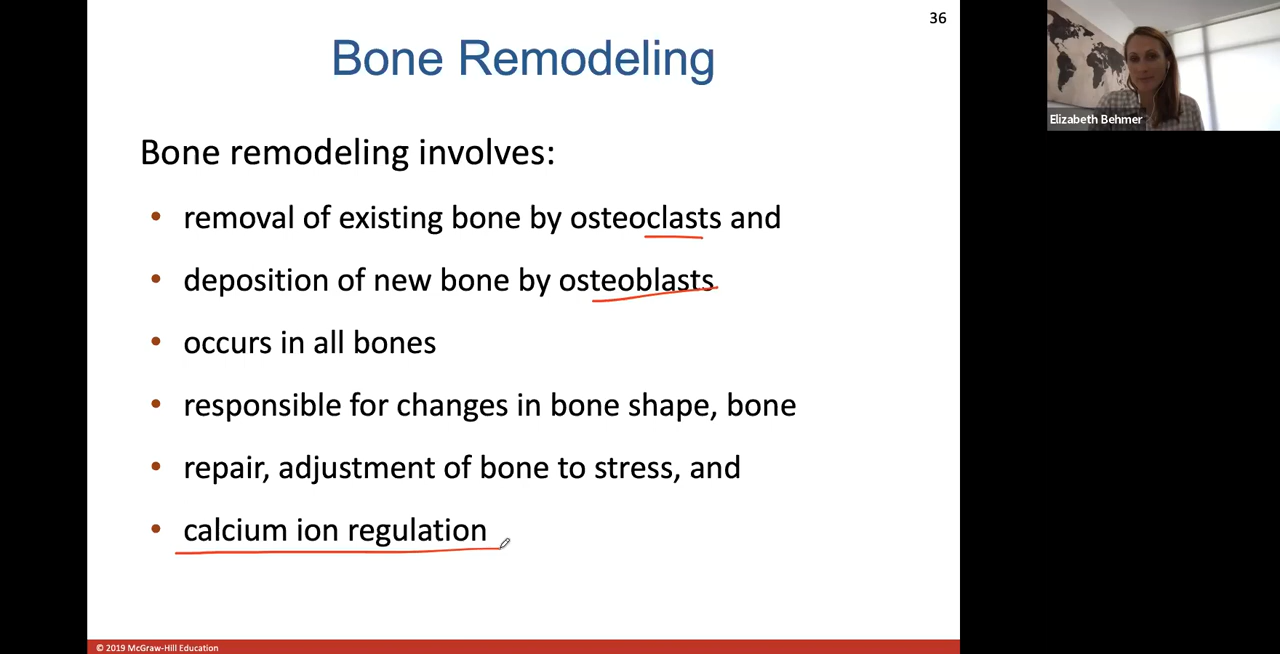 36
Bone Remodeling
Bone remodeling involves:
• removal of existing bone by osteoclasts and
• deposition of new bone by osteoblasts
• occurs in all bones
• responsible for changes in bone shape, bone
• repair, adjustment of bone to stress, and
• calcium ion regulation
© 2019 McGraw-Hill Education
Elizabeth Behmer